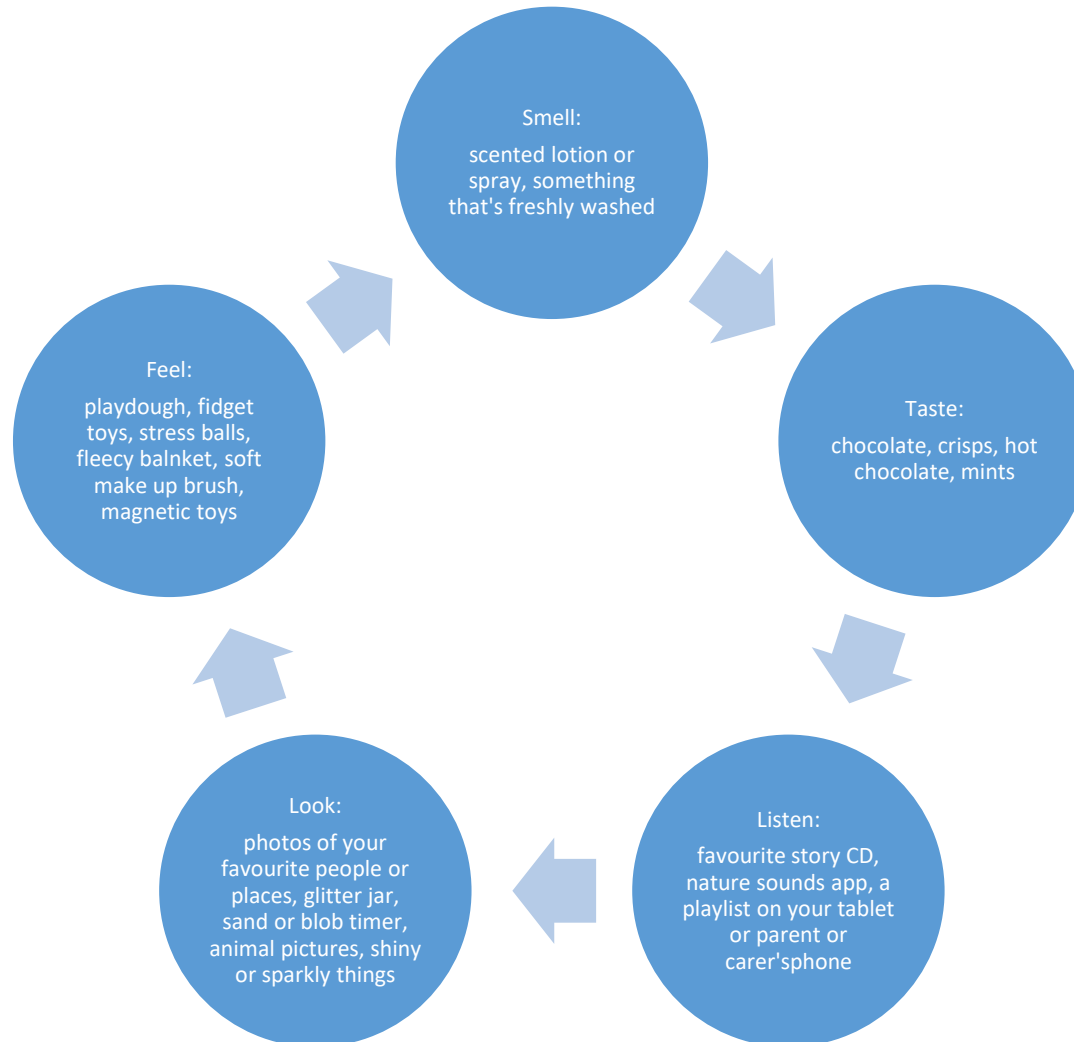 Smell:
scented lotion or
spray, something
that's freshly washed
Taste:
chocolate, crisps, hot
chocolate, mints
Listen:
favourite story CD,
nature sounds app, a
playlist on your tablet
or parent or
carer'sphone
Look:
photos of your
favourite people or
places, glitter jar,
sand or blob timer,
animal pictures, shiny
or sparkly things
Feel:
playdough, fidget
toys, stress balls,
fleecy balnket, soft
make up brush,
magnetic toys